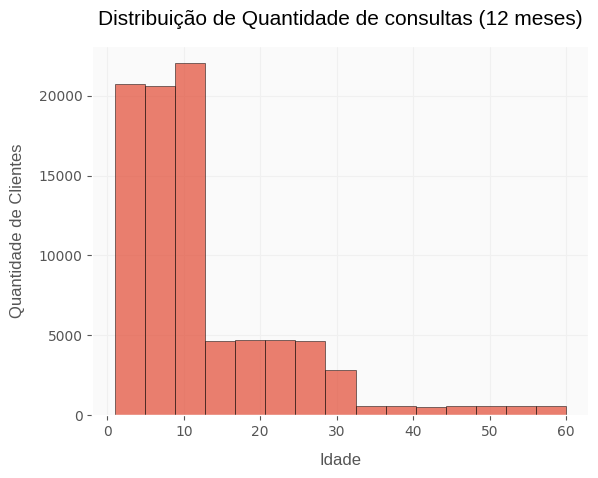 Distribuição de Quantidade de consultas (12 meses)
Quantidade de Clientes
20000
15000
10000
5000
0
0 10 20 30 40 50 60
Idade